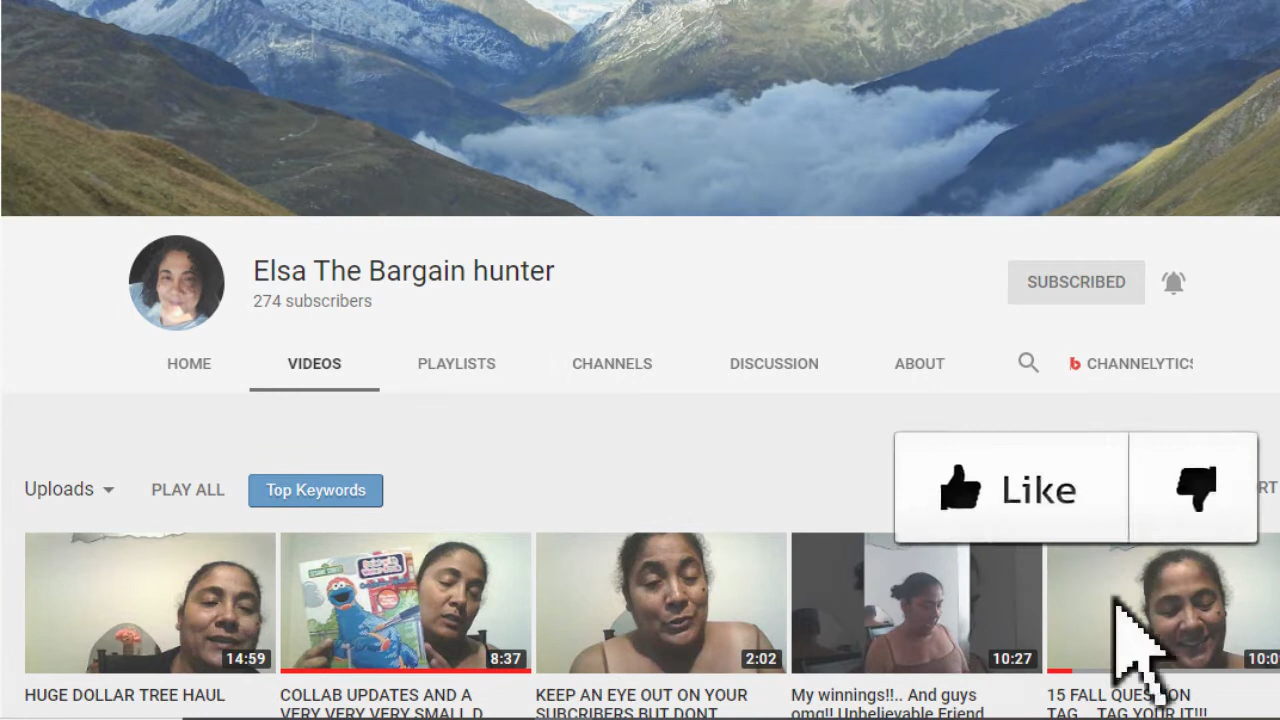 Elsa The Bargain hunter
274 subscribers
SUBSCRIBED
HOME VIDEOS PLAYLISTS CHANNELS DISCUSSION ABOUT CHANNELYTICS
Uploads PLAY ALL Top Keywords
Like
14:59 8:37 2:02 10:27
HUGE DOLLAR TREE HAUL
COLLAB UPDATES AND A
VERY VERY VERY SMALL D
KEEP AN EYE OUT ON YOUR
SUBCRIBERS BUT DONT
My winnings!!.. And guys
omg!! Unbelievable Friend
15 FALL QUESTION
TAG... TAG YOUR IT!!!